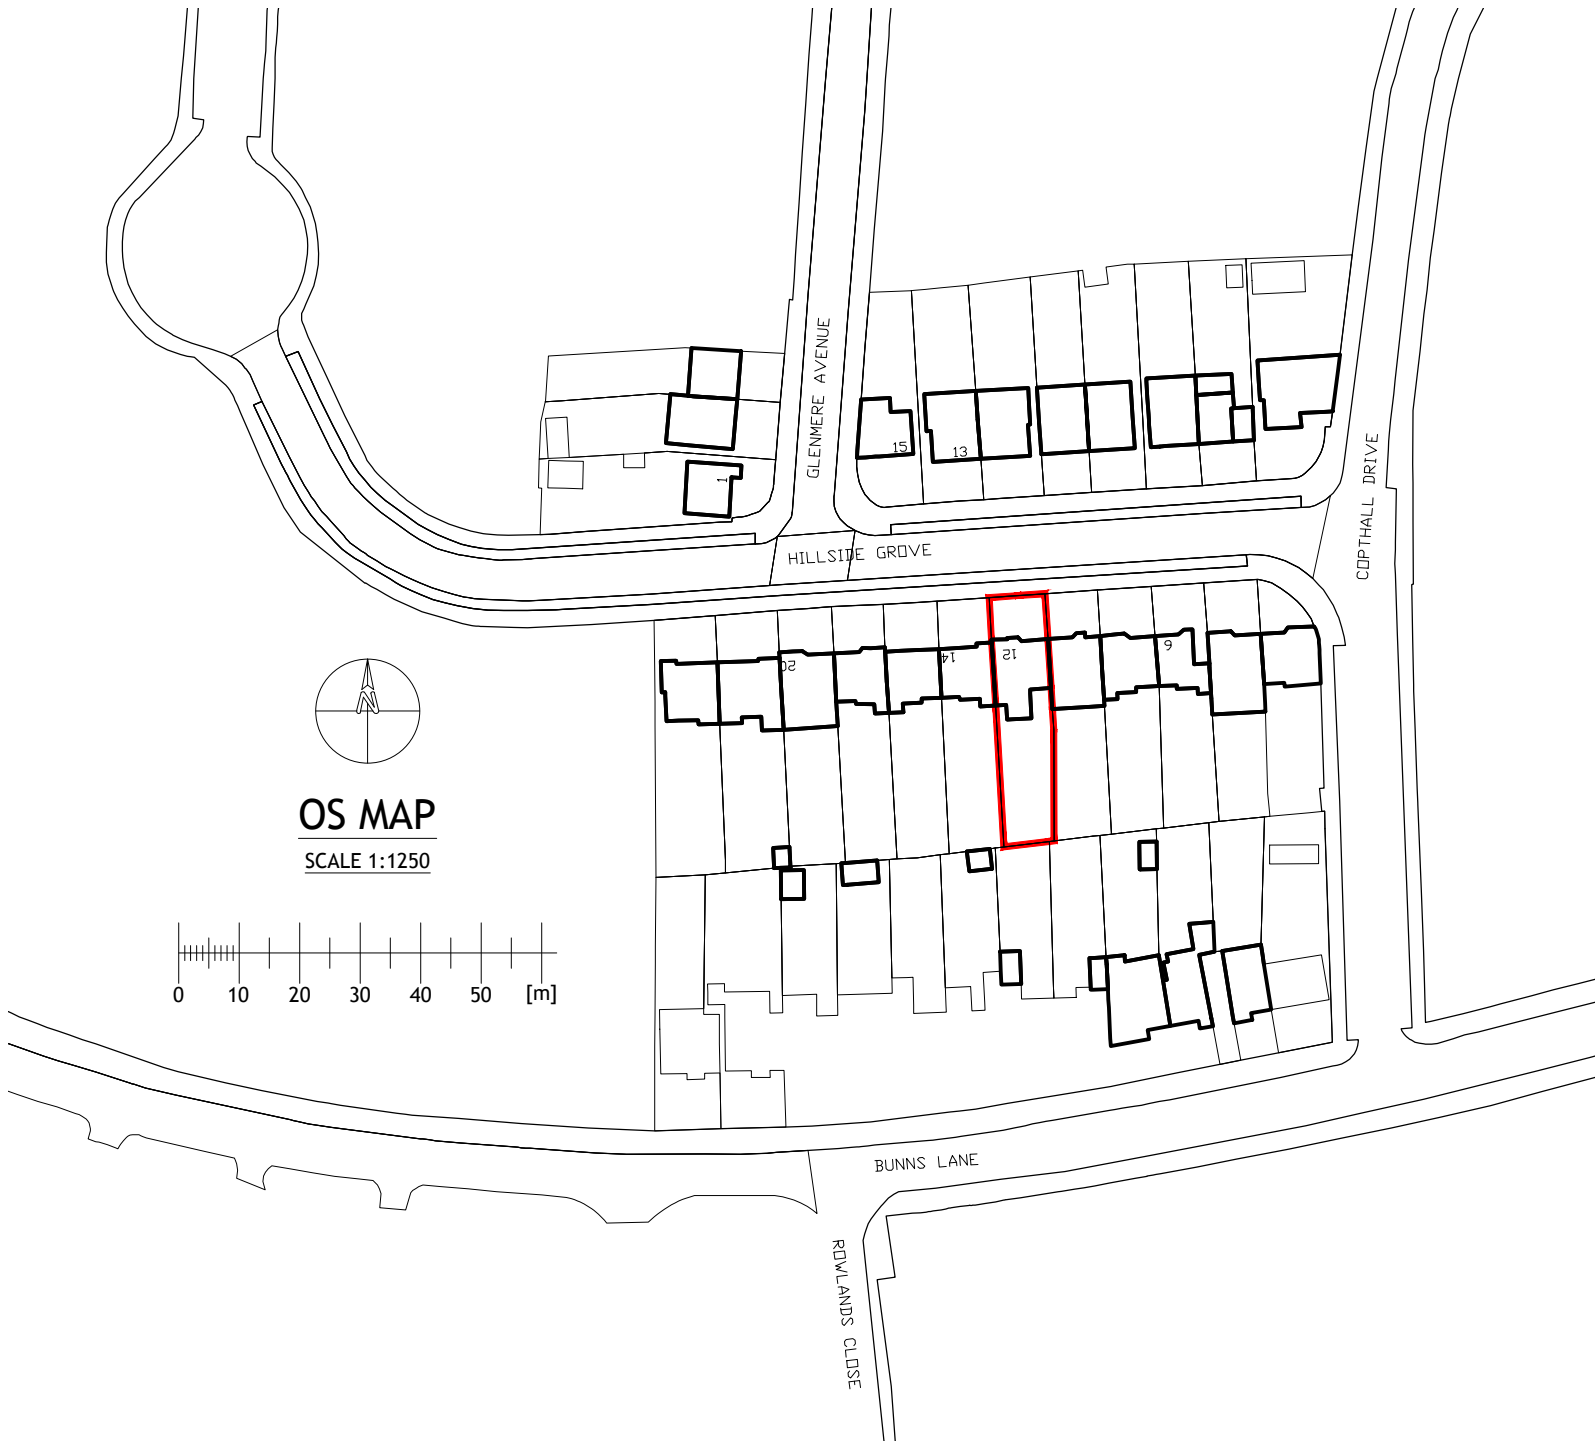 GLENMERE AVENUE
15
13
1
COPTHALL DRIVE
HILLSIDE GROVE
20
14
12
6
N
OS MAP
SCALE 1:1250
0 10 20 30 40 50 [m]
BUNNS LANE
ROWLANDS CLOSE